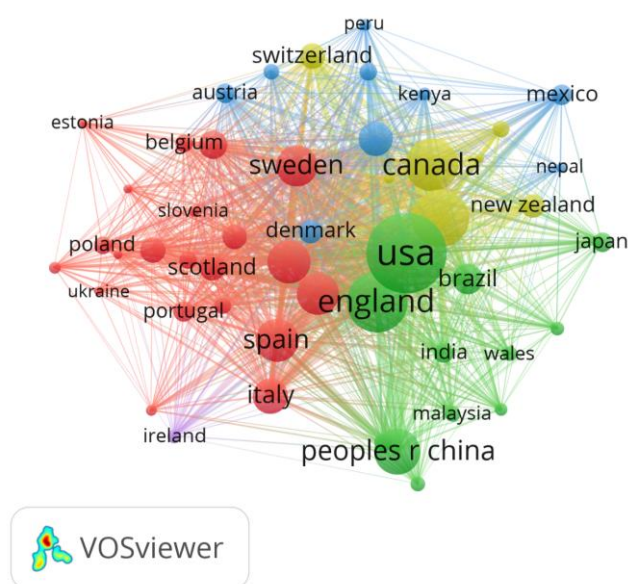 peru
switzerland
austria
kenya
mexico
estonia
belgium
sweden
canada
nepal
slovenia
new zealand
denmark
japan
poland
usa
scotland
brazil
ukraine
england
portugal
spain
india
wales
italy
malaysia
ireland
peoples r china
VOSviewer